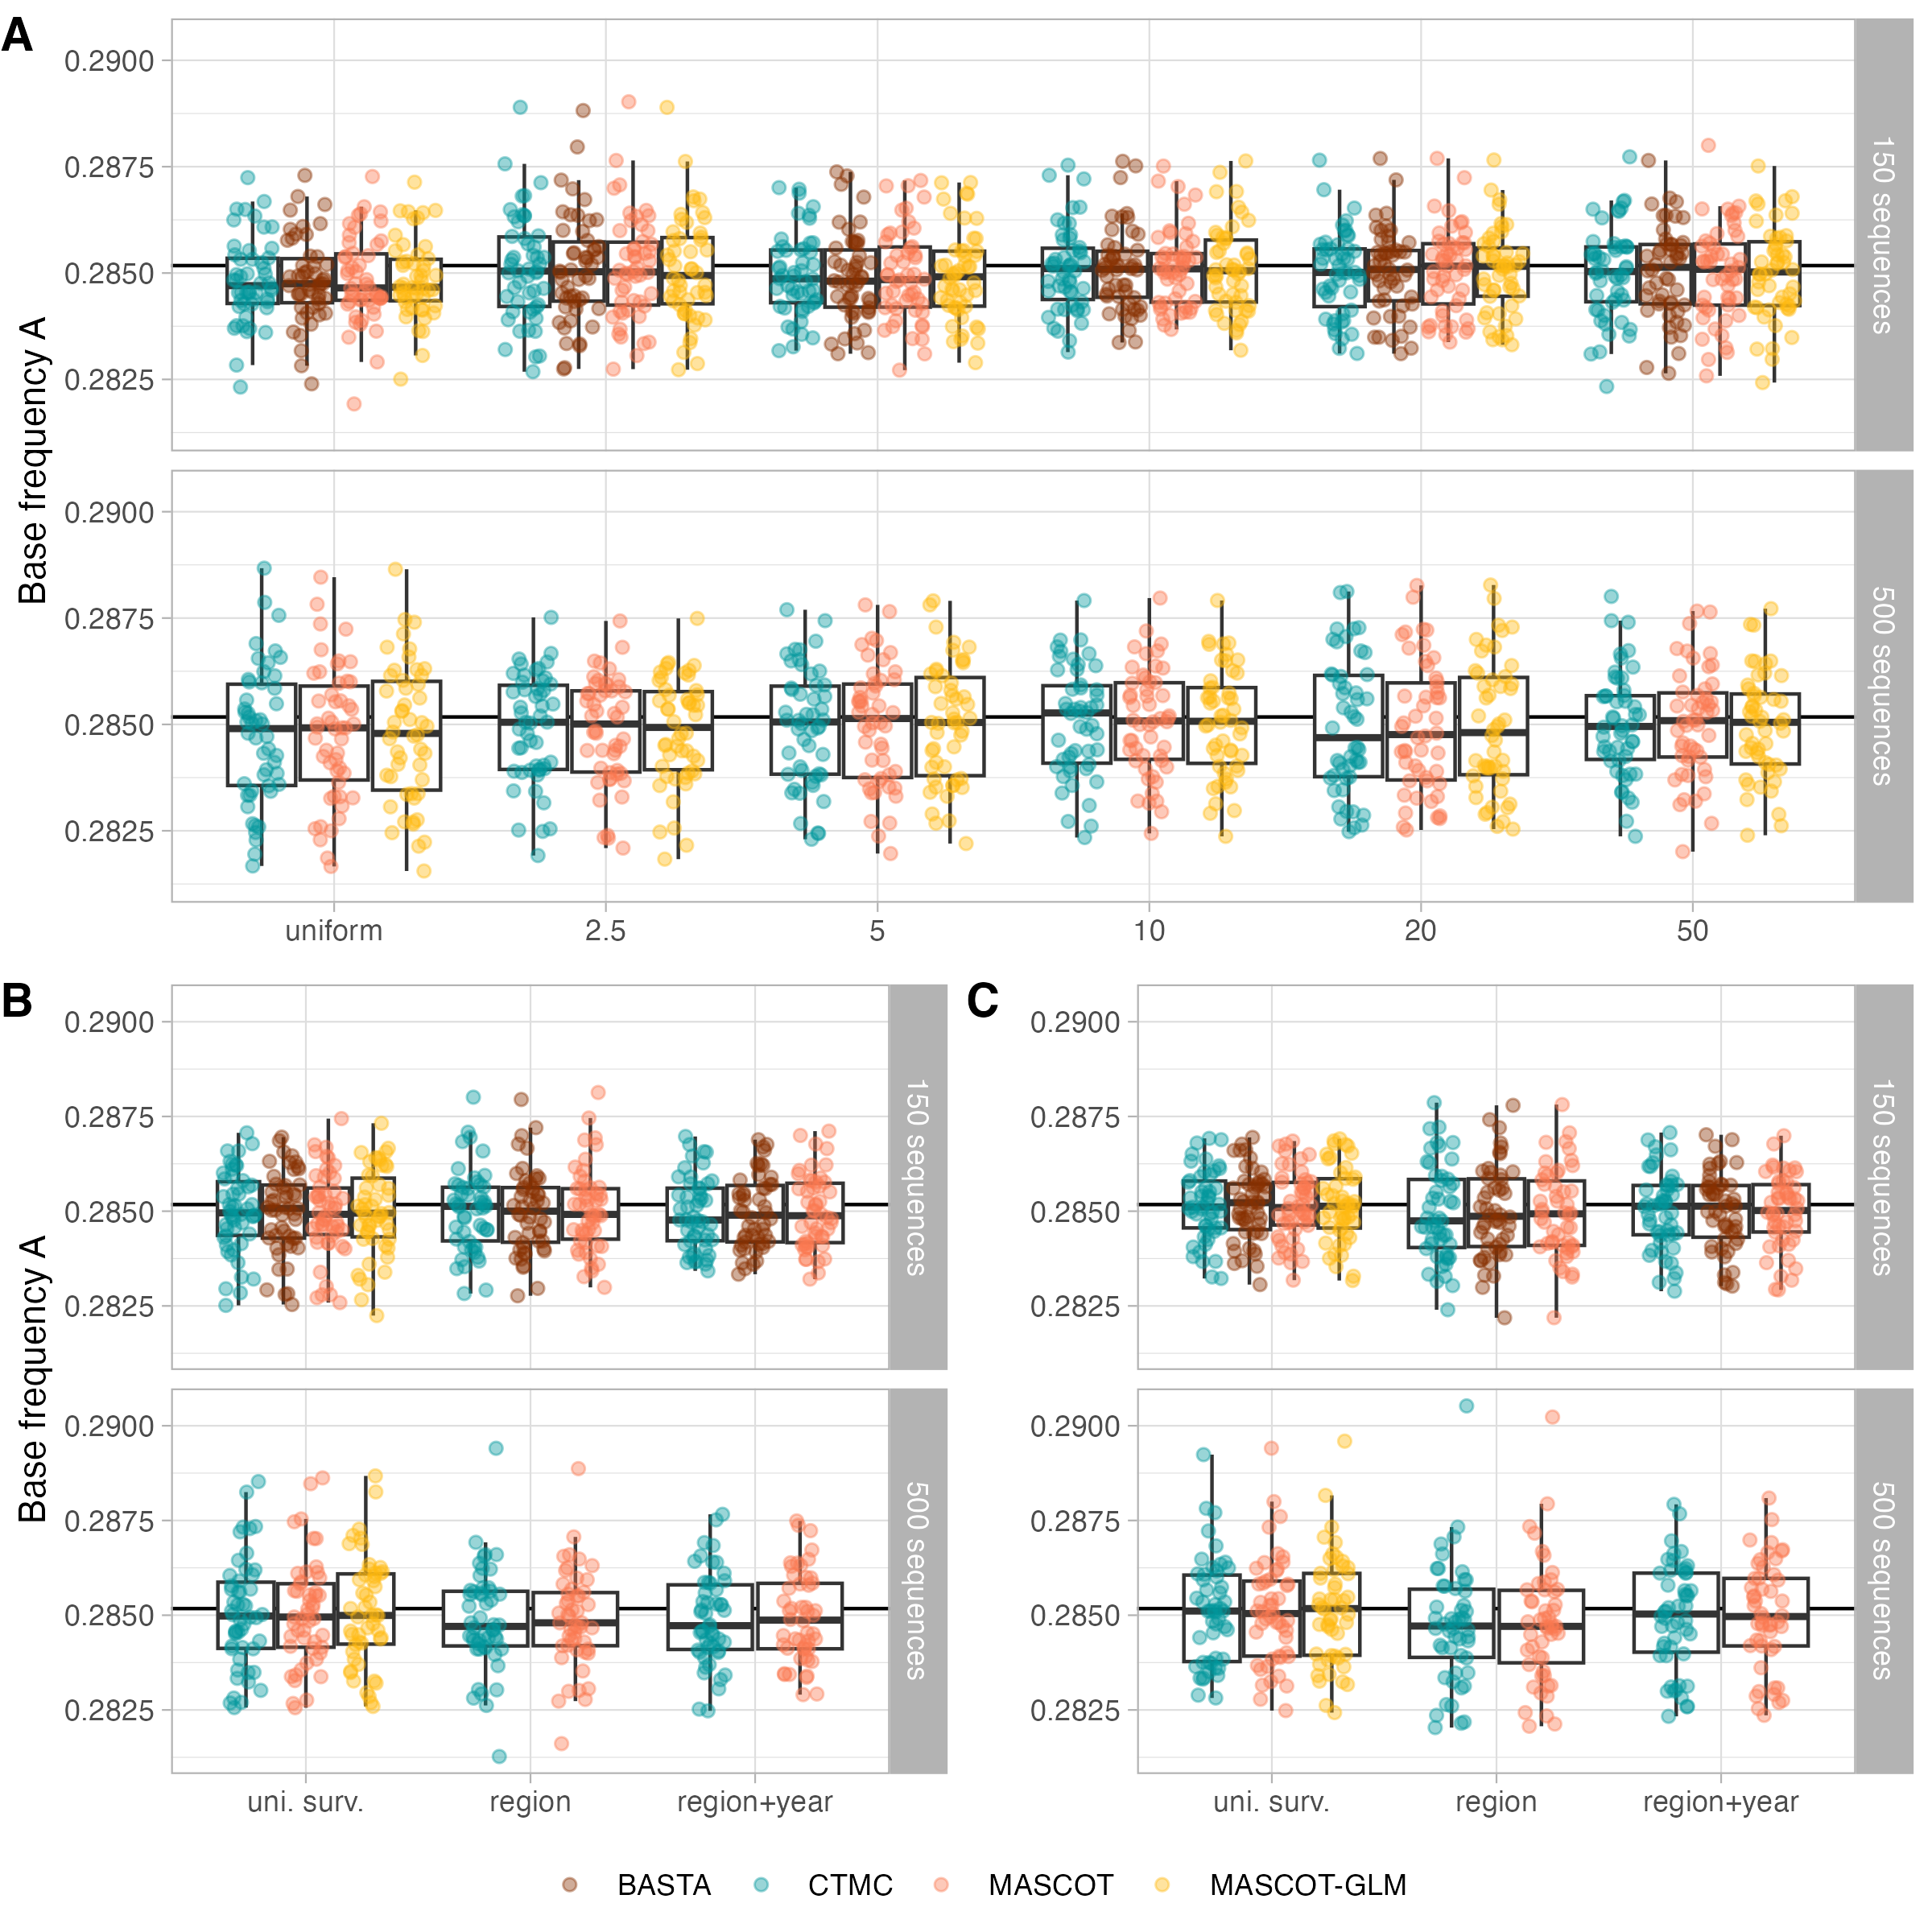 A
Base frequency A
0.2900
0.2875
0.2850
0.2825
150 sequences
0.2900
0.2875
0.2850
0.2825
500 sequences
uniform 2.5 5 10 20 50
B
Base frequency A
0.2900
0.2875
0.2850
0.2825
150 sequences
0.2900
0.2875
0.2850
0.2825
500 sequences
uni. surv. region region+year
C
0.2900
0.2875
0.2850
0.2825
150 sequences
0.2900
0.2875
0.2850
0.2825
500 sequences
uni. surv. region region+year
BASTA CTMC MASCOT MASCOT-GLM